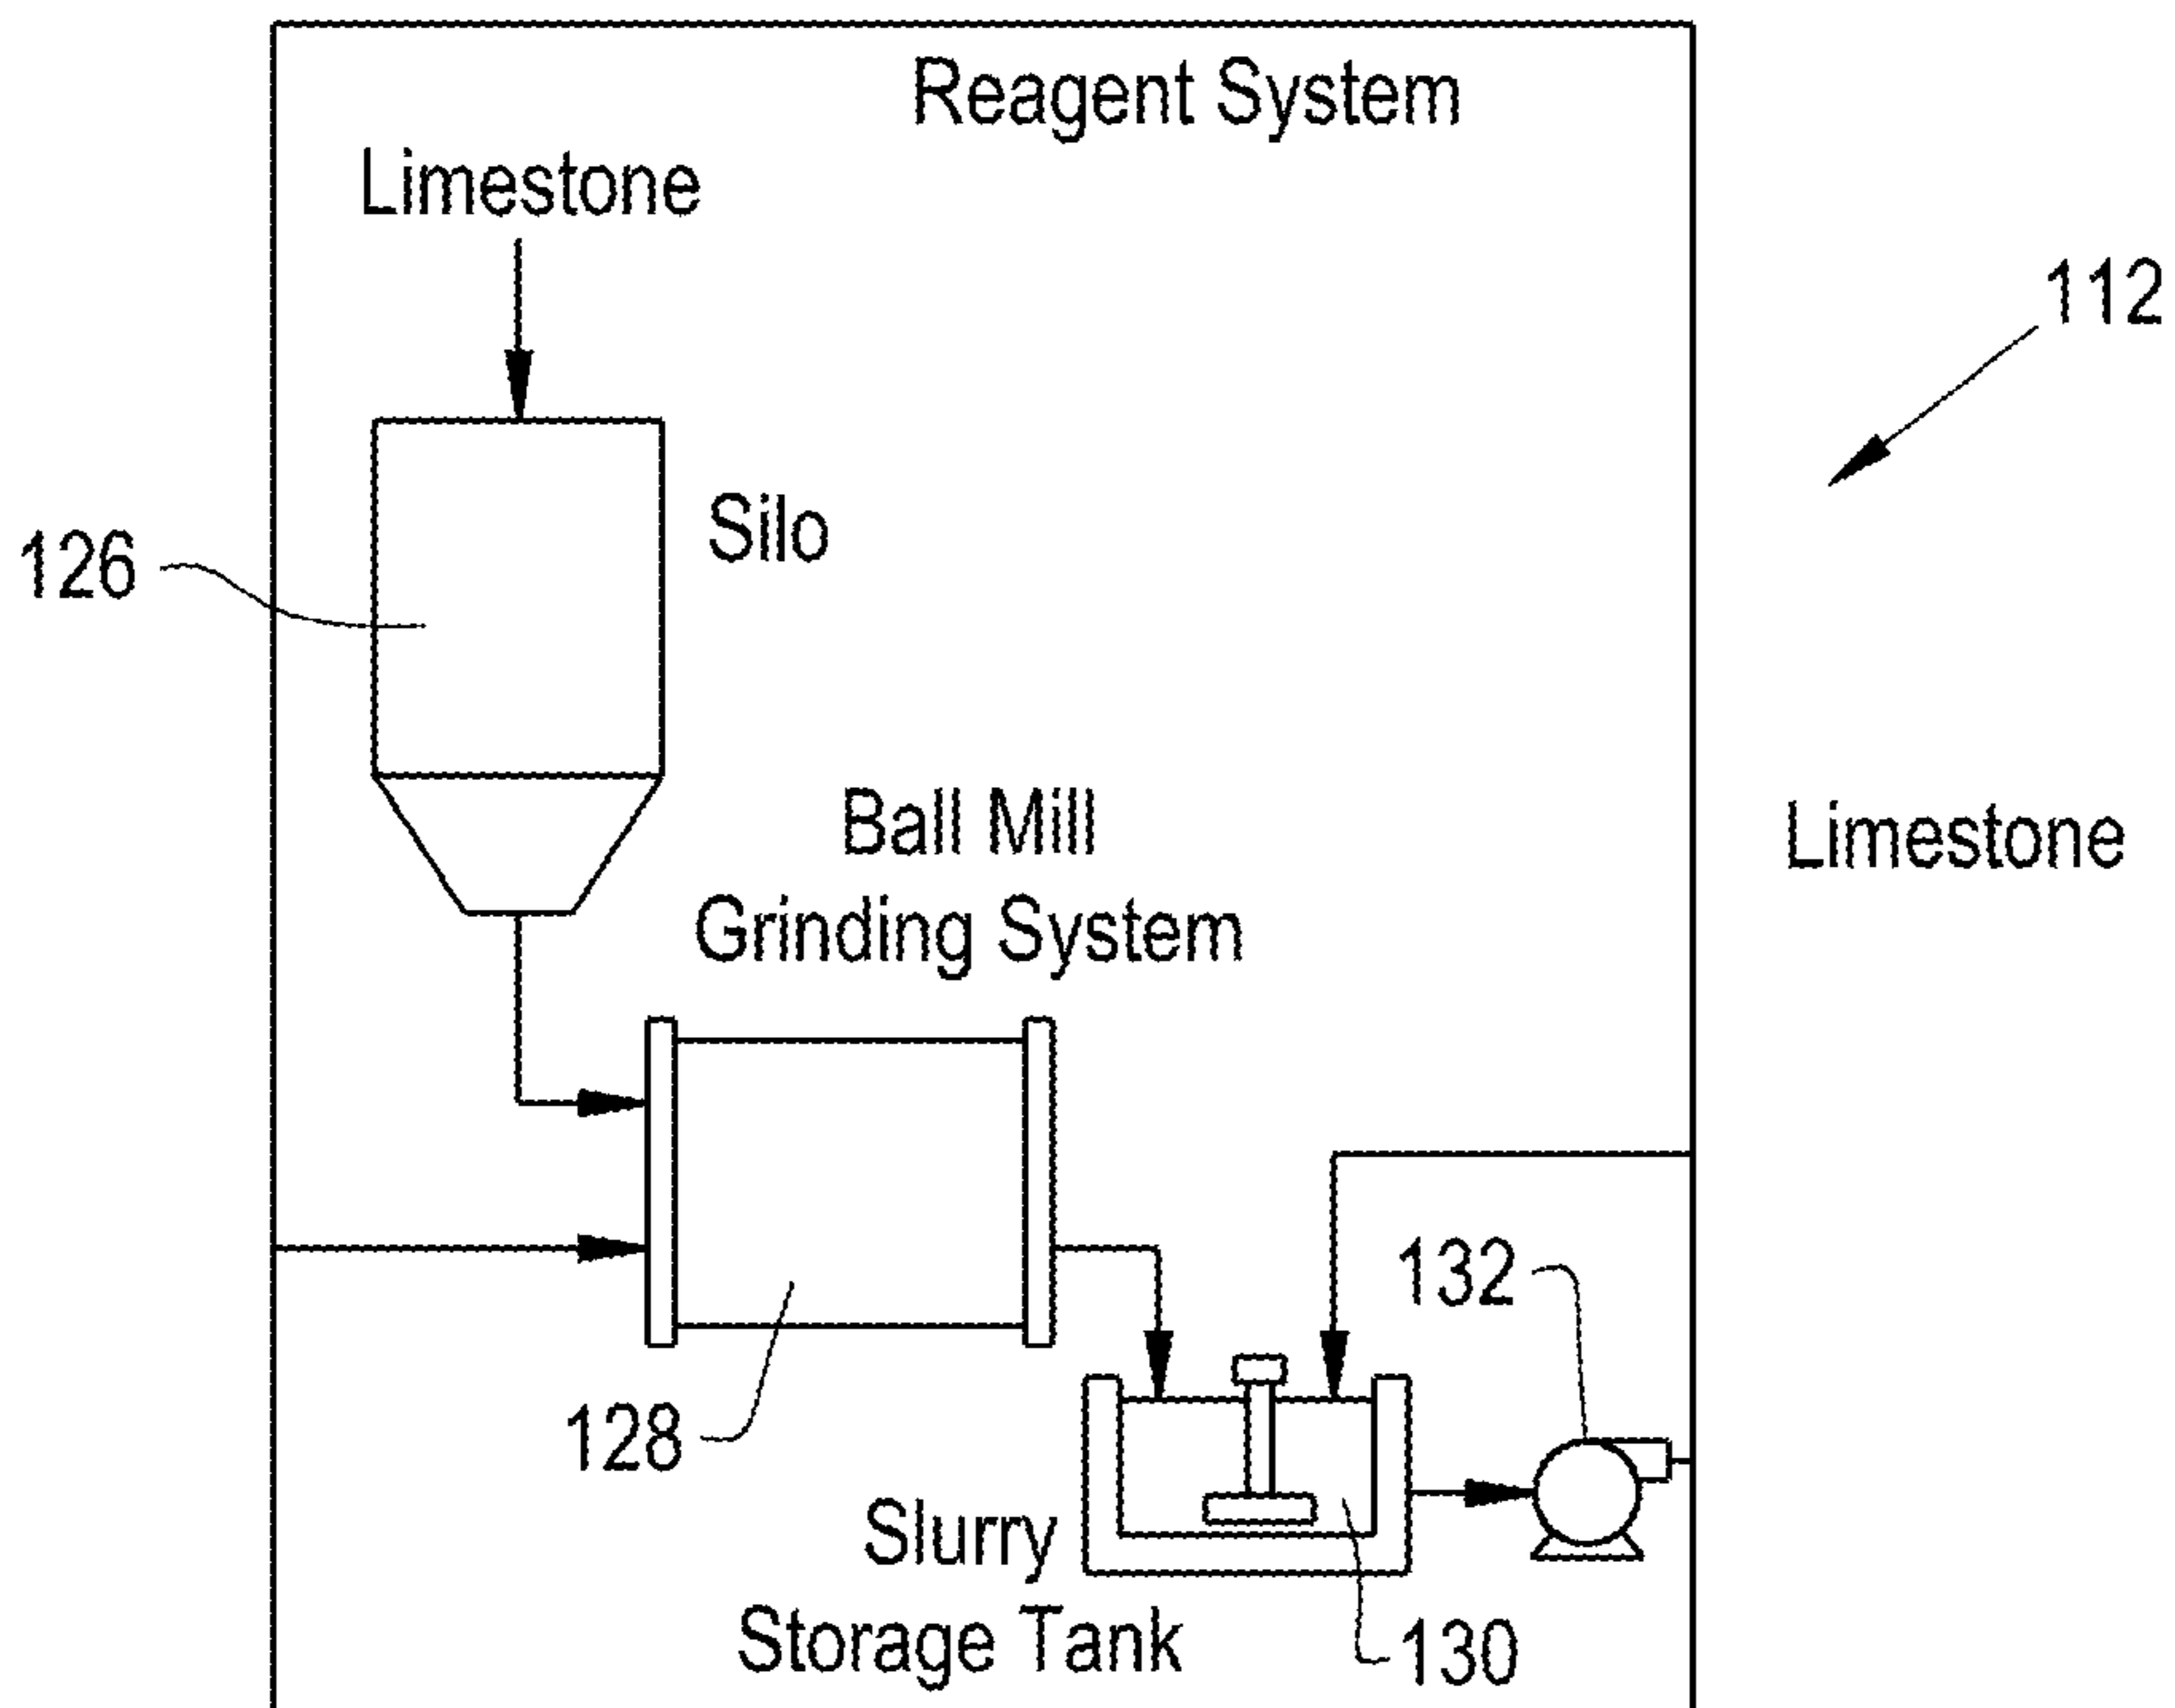 Reagent System
Limestone
112
126
Silo
Ball Mill
Grinding System
Limestone
132
128
Slurry
Storage Tank
130